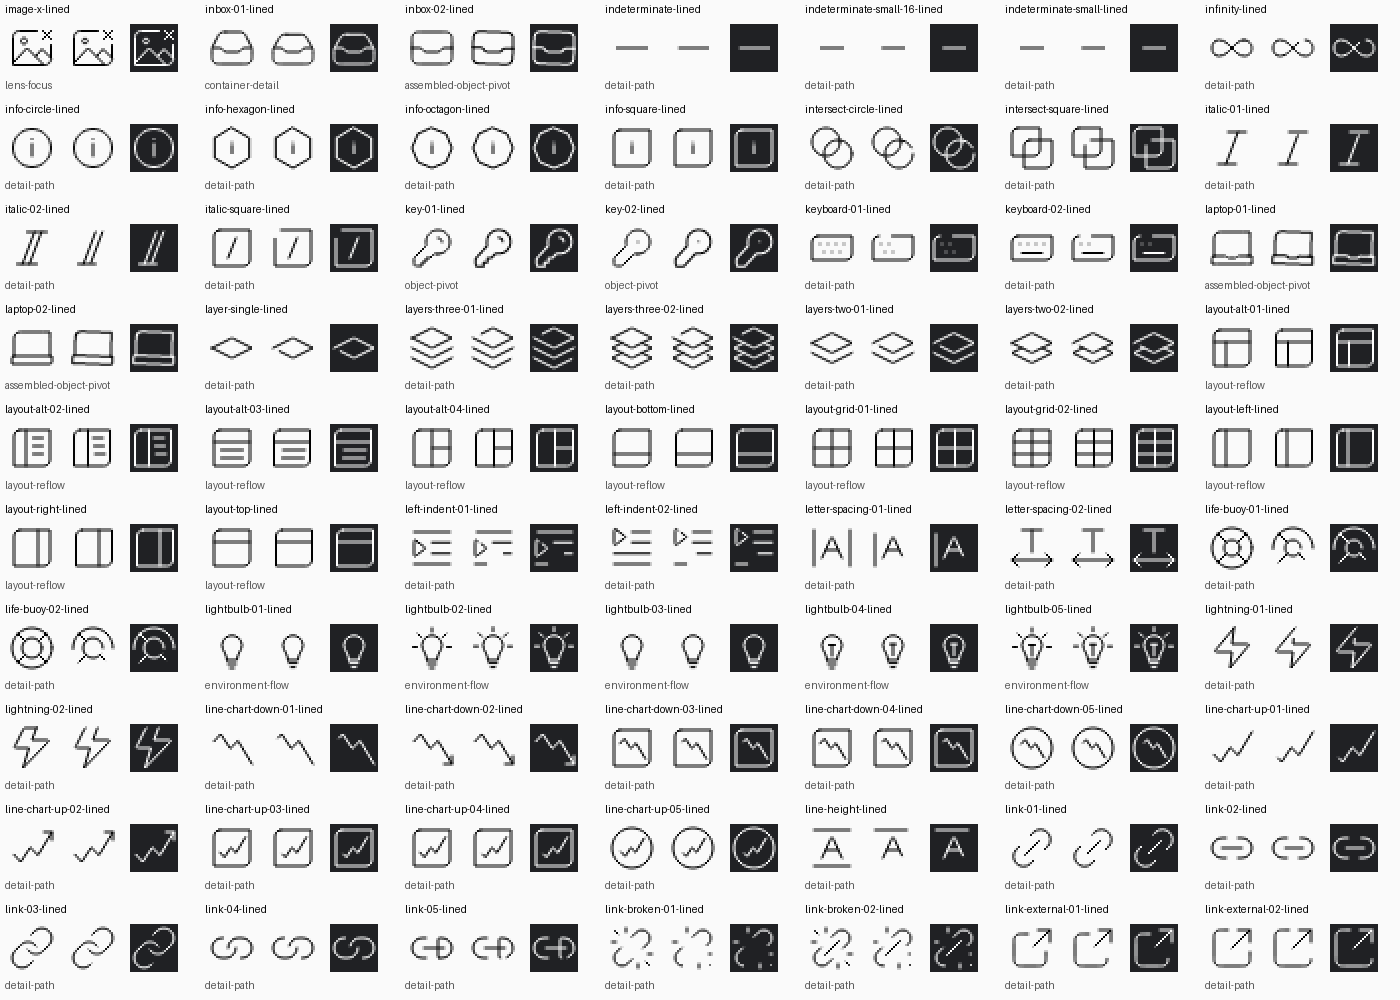 image-x-lined inbox-01-lined inbox-02-lined indeterminate-lined indeterminate-small-16-lined indeterminate-small-lined infinity-lined
lens-focus container-detail assembled-object-pivot detail-path detail-path detail-path detail-path
info-circle-lined info-hexagon-lined info-octagon-lined info-square-lined intersect-circle-lined intersect-square-lined italic-01-lined
detail-path detail-path detail-path detail-path detail-path detail-path detail-path
italic-02-lined italic-square-lined key-01-lined key-02-lined keyboard-01-lined keyboard-02-lined laptop-01-lined
detail-path detail-path object-pivot object-pivot detail-path detail-path assembled-object-pivot
laptop-02-lined layer-single-lined layers-three-01-lined layers-three-02-lined layers-two-01-lined layers-two-02-lined layout-alt-01-lined
assembled-object-pivot detail-path detail-path detail-path detail-path detail-path layout-reflow
layout-alt-02-lined layout-alt-03-lined layout-alt-04-lined layout-bottom-lined layout-grid-01-lined layout-grid-02-lined layout-left-lined
layout-reflow layout-reflow layout-reflow layout-reflow layout-reflow layout-reflow layout-reflow
layout-right-lined layout-top-lined left-indent-01-lined left-indent-02-lined letter-spacing-01-lined letter-spacing-02-lined life-buoy-01-lined
layout-reflow layout-reflow detail-path detail-path detail-path detail-path detail-path
life-buoy-02-lined lightbulb-01-lined lightbulb-02-lined lightbulb-03-lined lightbulb-04-lined lightbulb-05-lined lightning-01-lined
detail-path environment-flow environment-flow environment-flow environment-flow environment-flow detail-path
lightning-02-lined line-chart-down-01-lined line-chart-down-02-lined line-chart-down-03-lined line-chart-down-04-lined line-chart-down-05-lined line-chart-up-01-lined
detail-path detail-path detail-path detail-path detail-path detail-path detail-path
line-chart-up-02-lined line-chart-up-03-lined line-chart-up-04-lined line-chart-up-05-lined line-height-lined link-01-lined link-02-lined
detail-path detail-path detail-path detail-path detail-path detail-path detail-path
link-03-lined link-04-lined link-05-lined link-broken-01-lined link-broken-02-lined link-external-01-lined link-external-02-lined
detail-path detail-path detail-path detail-path detail-path detail-path detail-path